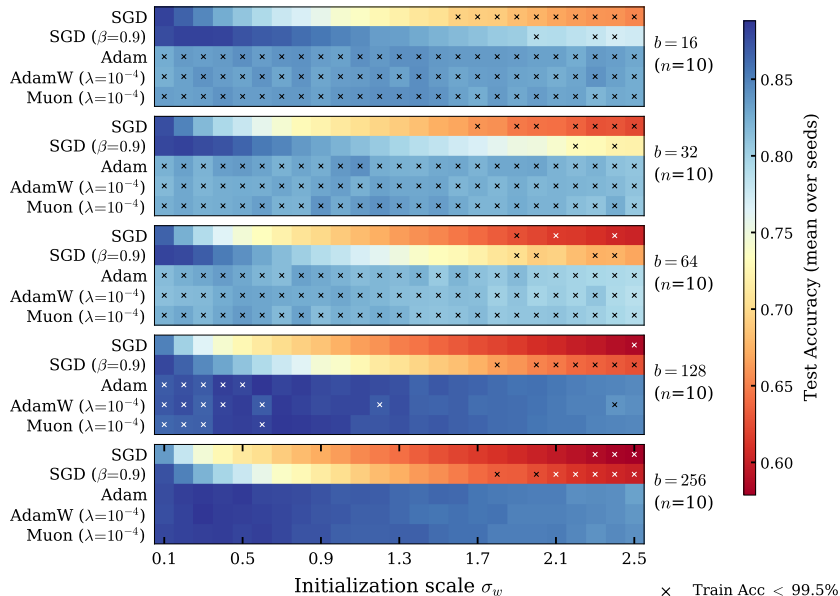 SGD
SGD (β=0.9)
Adam
AdamW (λ=10⁻⁴)
Muon (λ=10⁻⁴)
b = 16
(n=10)
SGD
SGD (β=0.9)
Adam
AdamW (λ=10⁻⁴)
Muon (λ=10⁻⁴)
b = 32
(n=10)
SGD
SGD (β=0.9)
Adam
AdamW (λ=10⁻⁴)
Muon (λ=10⁻⁴)
b = 64
(n=10)
SGD
SGD (β=0.9)
Adam
AdamW (λ=10⁻⁴)
Muon (λ=10⁻⁴)
b = 128
(n=10)
SGD
SGD (β=0.9)
Adam
AdamW (λ=10⁻⁴)
Muon (λ=10⁻⁴)
b = 256
(n=10)
0.1 0.5 0.9 1.3 1.7 2.1 2.5
Initialization scale σ_w
0.85
0.80
0.75
0.70
0.65
0.60
Test Accuracy (mean over seeds)
× Train Acc < 99.5%